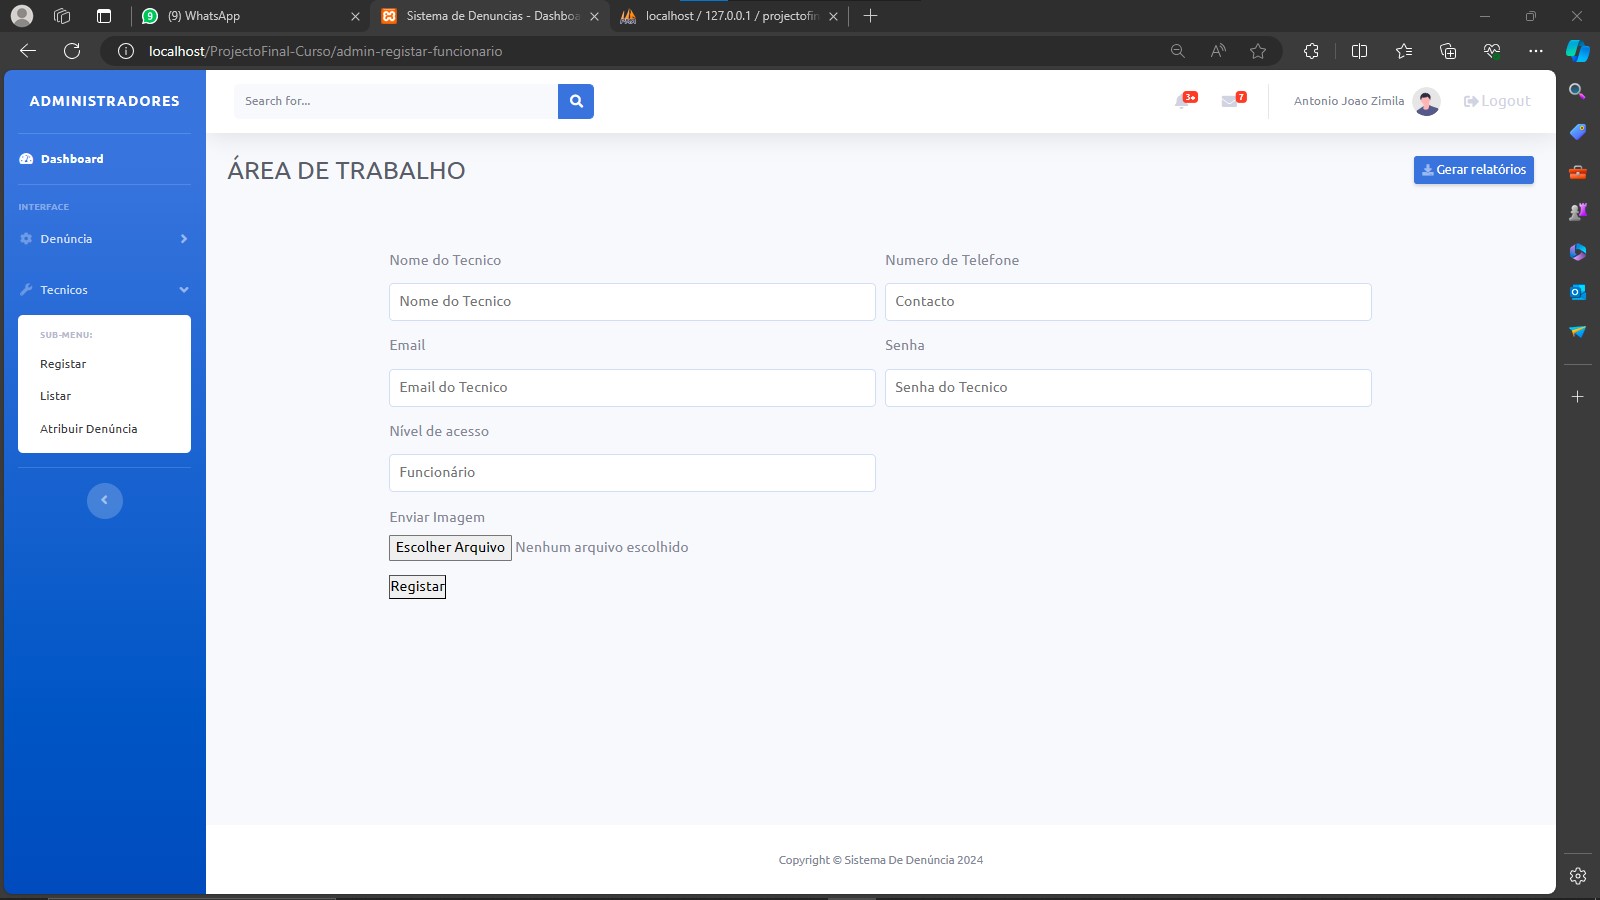 (9) WhatsApp
Sistema de Denuncias - Dashboa
localhost / 127.0.0.1 / projectofin
localhost/ProjectoFinal-Curso/admin-registar-funcionario
ADMINISTRADORES
Search for...
3+
7
Antonio Joao Zimila
Logout
Dashboard
ÁREA DE TRABALHO
Gerar relatórios
INTERFACE
Denúncia
Tecnicos
SUB-MENU:
Registar
Listar
Atribuir Denúncia
Nome do Tecnico
Numero de Telefone
Nome do Tecnico
Contacto
Email
Senha
Email do Tecnico
Senha do Tecnico
Nível de acesso
Funcionário
Enviar Imagem
Escolher Arquivo Nenhum arquivo escolhido
Registar
Copyright © Sistema De Denúncia 2024